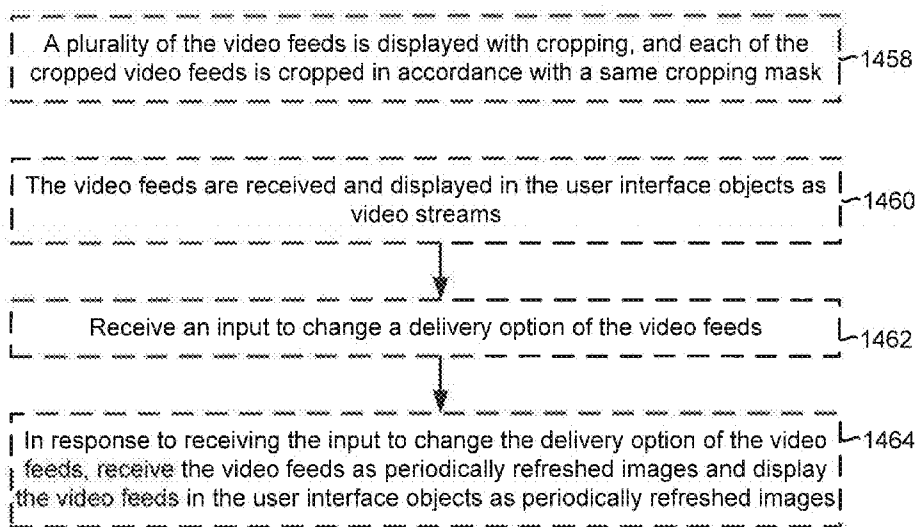 A plurality of the video feeds is displayed with cropping, and each of the
cropped video feeds is cropped in accordance with a same cropping mask
1458
The video feeds are received and displayed in the user interface objects as
video streams
1460
Receive an input to change a delivery option of the video feeds
1462
In response to receiving the input to change the delivery option of the video
feeds, receive the video feeds as periodically refreshed images and display
the video feeds in the user interface objects as periodically refreshed images
1464